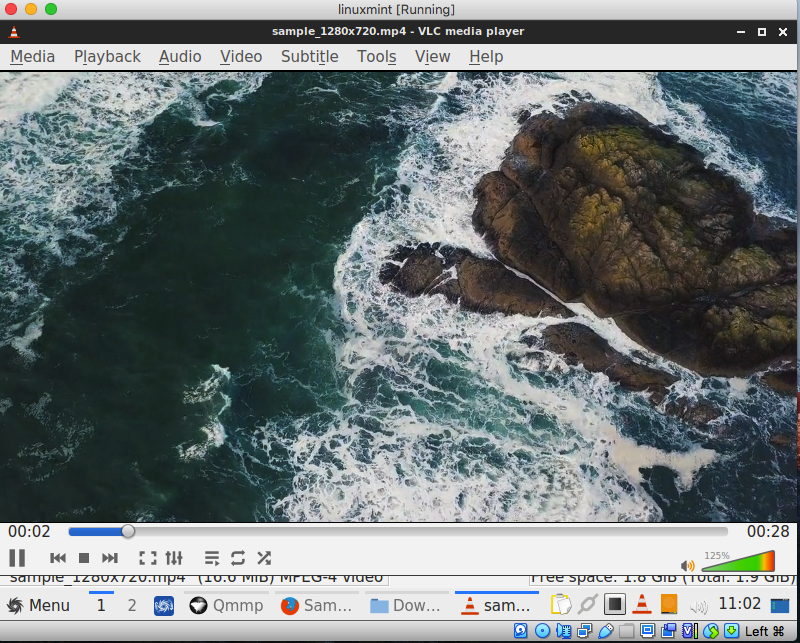 linuxmint [Running]
sample_1280x720.mp4 - VLC media player
Media Playback Audio Video Subtitle Tools View Help
00:02 00:28
125%
"sample_1280x720.mp4" (16.6 MiB) MPEG-4 video Free space: 1.8 GiB (Total: 1.9 GiB)
Menu 1 2 Qmmp Sam... Dow... sam... 11:02
Left ⌘